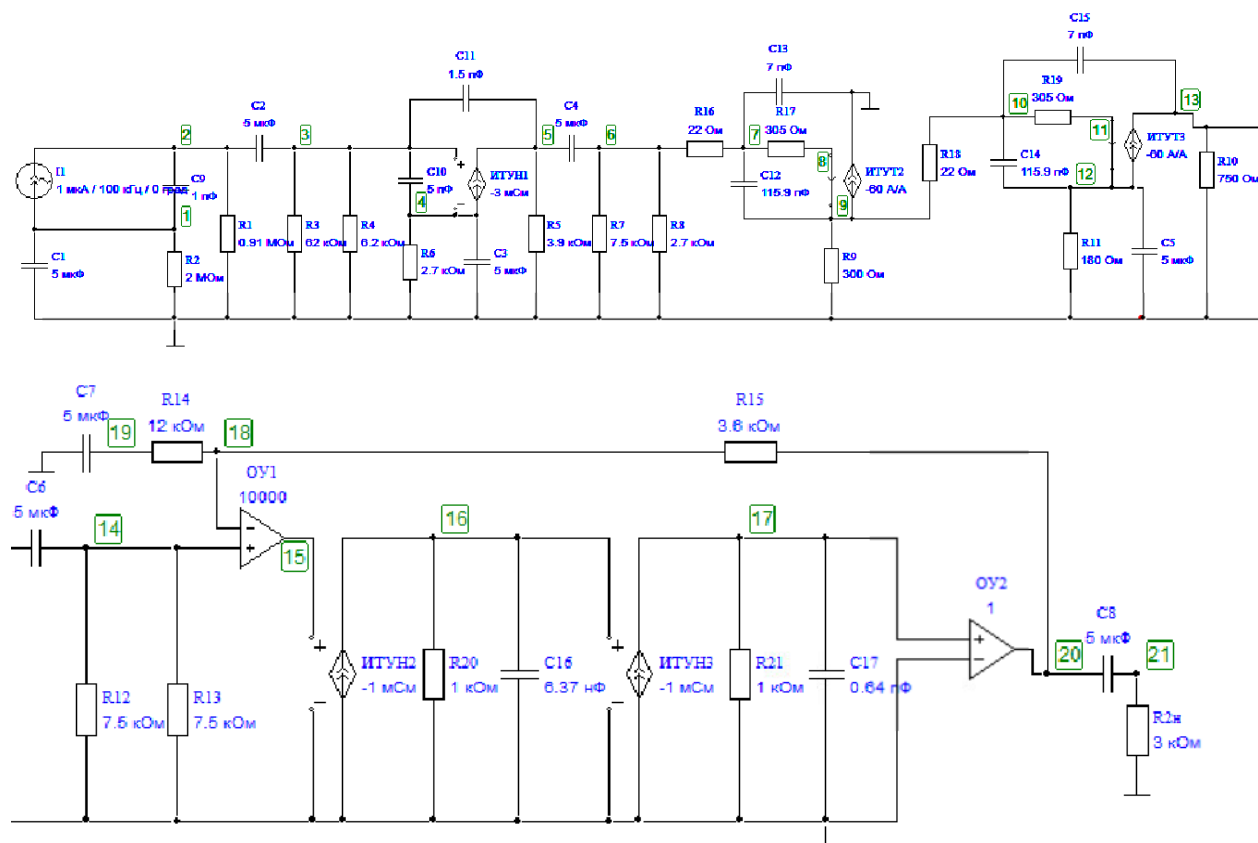 C15
7 пФ
C13
7 пФ
C11
1.5 пФ
R19
305 Ом
10
13
11
C2
5 мкФ
C4
5 мкФ
R16
22 Ом
R17
305 Ом
2
3
5
6
7
8
ИТУТ3
-60 А/А
I1
1 мкА / 100 кГц / 0 град
C9
1 пФ
C10
5 пФ
+
-
ИТУН1
-3 мСм
C12
115.9 пФ
ИТУТ2
-60 А/А
R18
22 Ом
C14
115.9 пФ
R10
750 Ом
12
1
4
9
C1
5 мкФ
R2
2 МОм
R1
0.91 МОм
R3
62 кОм
R4
6.2 кОм
R6
2.7 кОм
C3
5 мкФ
R5
3.9 кОм
R7
7.5 кОм
R8
2.7 кОм
R9
300 Ом
R11
180 Ом
C5
5 мкФ
C7
5 мкФ
R14
12 кОм
R15
3.6 кОм
19
18
C6
5 мкФ
ОУ1
10000
14
15
16
17
ОУ2
1
C8
5 мкФ
20
21
R12
7.5 кОм
R13
7.5 кОм
+
−
ИТУН2
-1 мСм
R20
1 кОм
C16
6.37 нФ
+
−
ИТУН3
-1 мСм
R21
1 кОм
C17
0.64 пФ
R2н
3 кОм